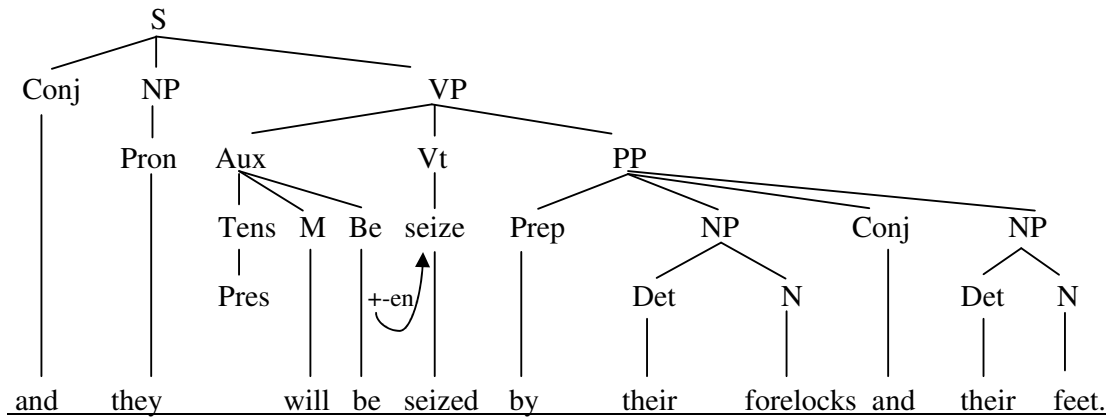 S
Conj NP VP
Pron Aux Vt PP
Tens M Be seize Prep NP Conj NP
Pres +-en Det N Det N
and they will be seized by their forelocks and their feet.